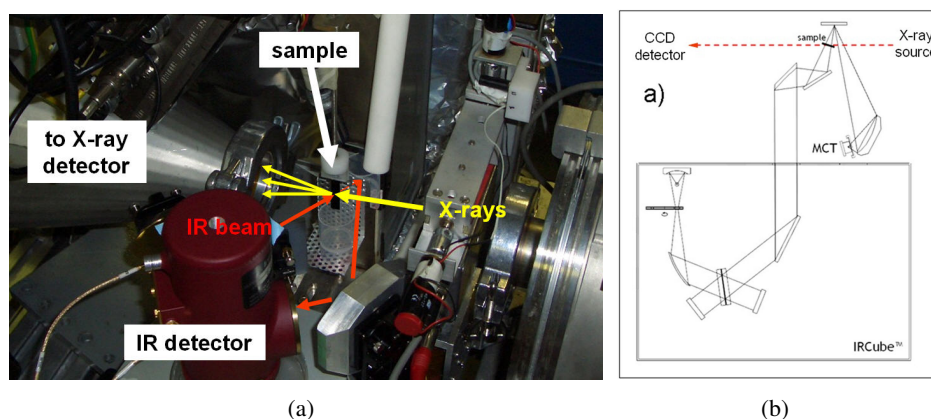 sample
to X-ray
detector
IR beam
X-rays
IR detector
(a)
CCD
detector
sample
X-ray
source
a)
MCT
IRCube™
(b)